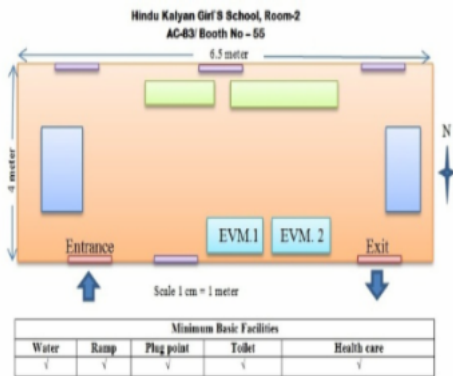 Hindu Kalyan Girl'S School, Room-2
AC-83/ Booth No – 55
6.5 meter
4 meter
N
EVM.1 EVM. 2
Entrance Exit
Scale 1 cm = 1 meter
Minimum Basic Facilities
Water Ramp Plug point Toilet Health care
√ √ √ √ √